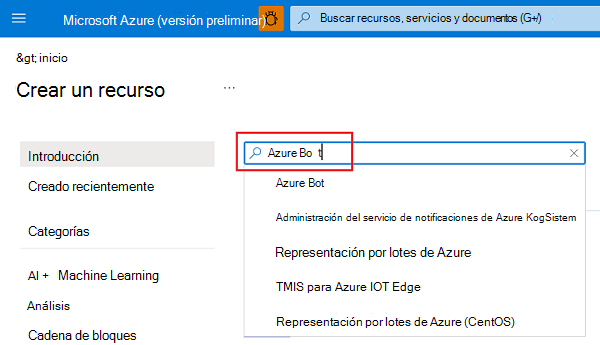 Microsoft Azure (versión preliminar)
Buscar recursos, servicios y documentos (G+/)
&gt; inicio
Crear un recurso
...
Introducción
Creado recientemente
Categorías
AI + Machine Learning
Análisis
Cadena de bloques
Azure Bo t
Azure Bot
Administración del servicio de notificaciones de Azure KogSistem
Representación por lotes de Azure
TMIS para Azure IOT Edge
Representación por lotes de Azure (CentOS)